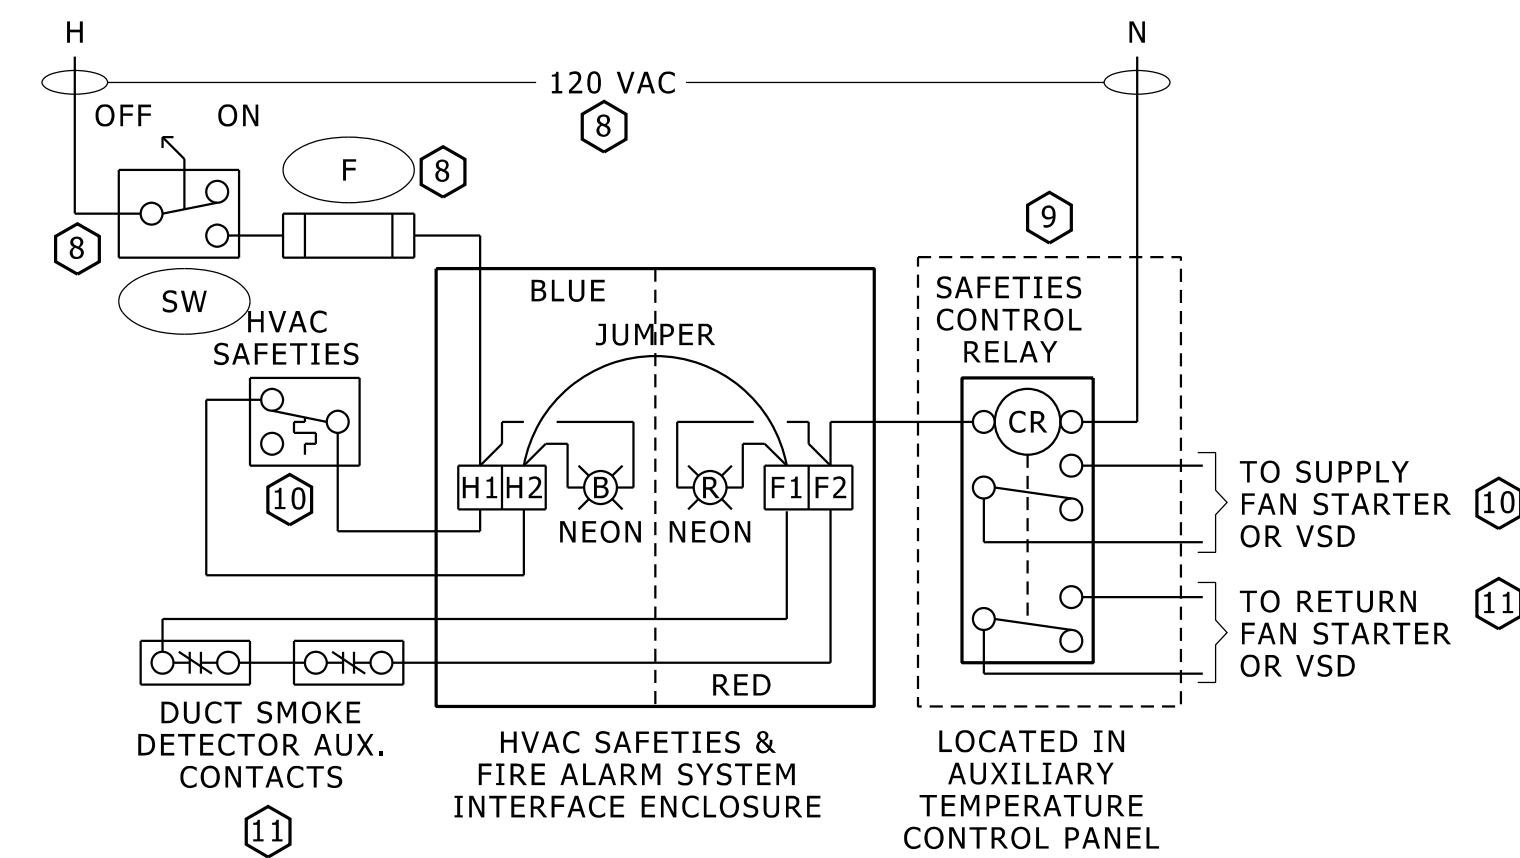 H
N
120 VAC
8
OFF ON
F
8
8
SW
9
BLUE
JUMPER
HVAC
SAFETIES
10
SAFETIES
CONTROL
RELAY
CR
H1 H2
B
R
F1 F2
NEON NEON
TO SUPPLY
FAN STARTER
OR VSD
10
TO RETURN
FAN STARTER
OR VSD
11
RED
DUCT SMOKE
DETECTOR AUX.
CONTACTS
11
HVAC SAFETIES &
FIRE ALARM SYSTEM
INTERFACE ENCLOSURE
LOCATED IN
AUXILIARY
TEMPERATURE
CONTROL PANEL